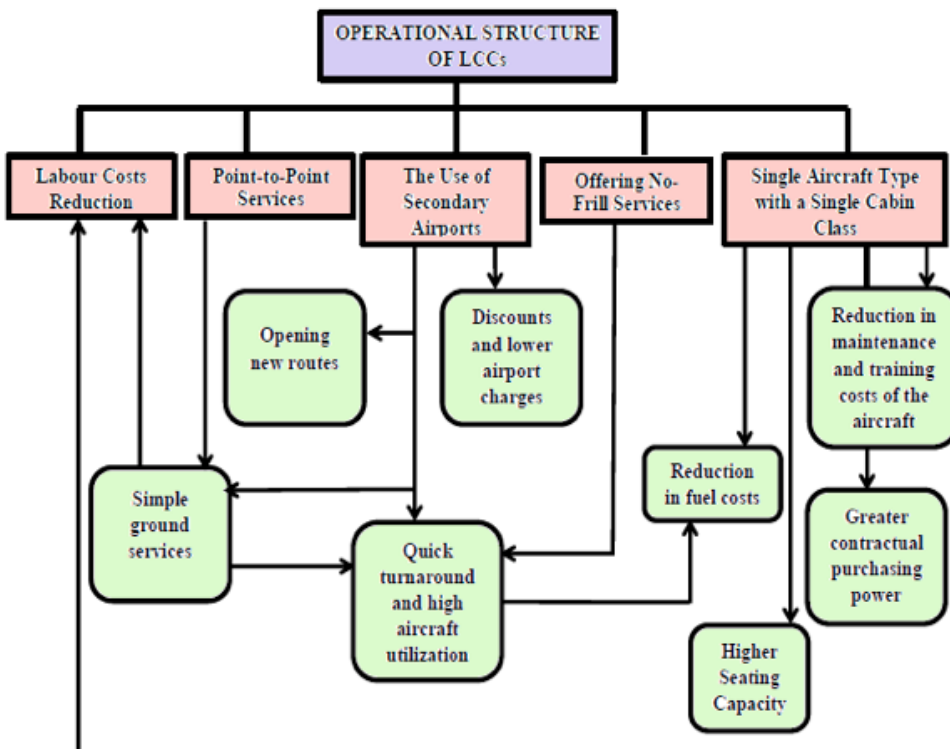 OPERATIONAL STRUCTURE
OF LCCs
Labour Costs
Reduction
Point-to-Point
Services
The Use of
Secondary
Airports
Offering No-
Frill Services
Single Aircraft Type
with a Single Cabin
Class
Opening
new routes
Discounts
and lower
airport
charges
Reduction in
maintenance
and training
costs of the
aircraft
Simple
ground
services
Quick
turnaround
and high
aircraft
utilization
Reduction
in fuel costs
Greater
contractual
purchasing
power
Higher
Seating
Capacity